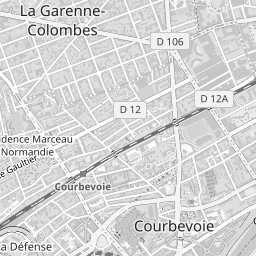 La Garenne-
Colombes
D 106
D 12A
D 12
dence Marceau
Normandie
e Gaultier
Courbevoie
Courbevoie
a Défense